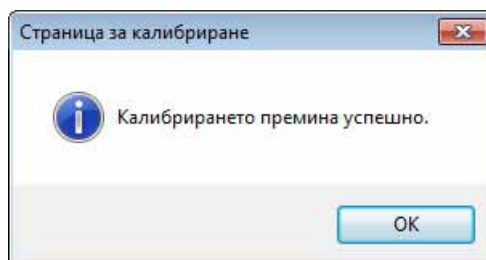 Страница за калибриране
Калибрирането премина успешно.
OK